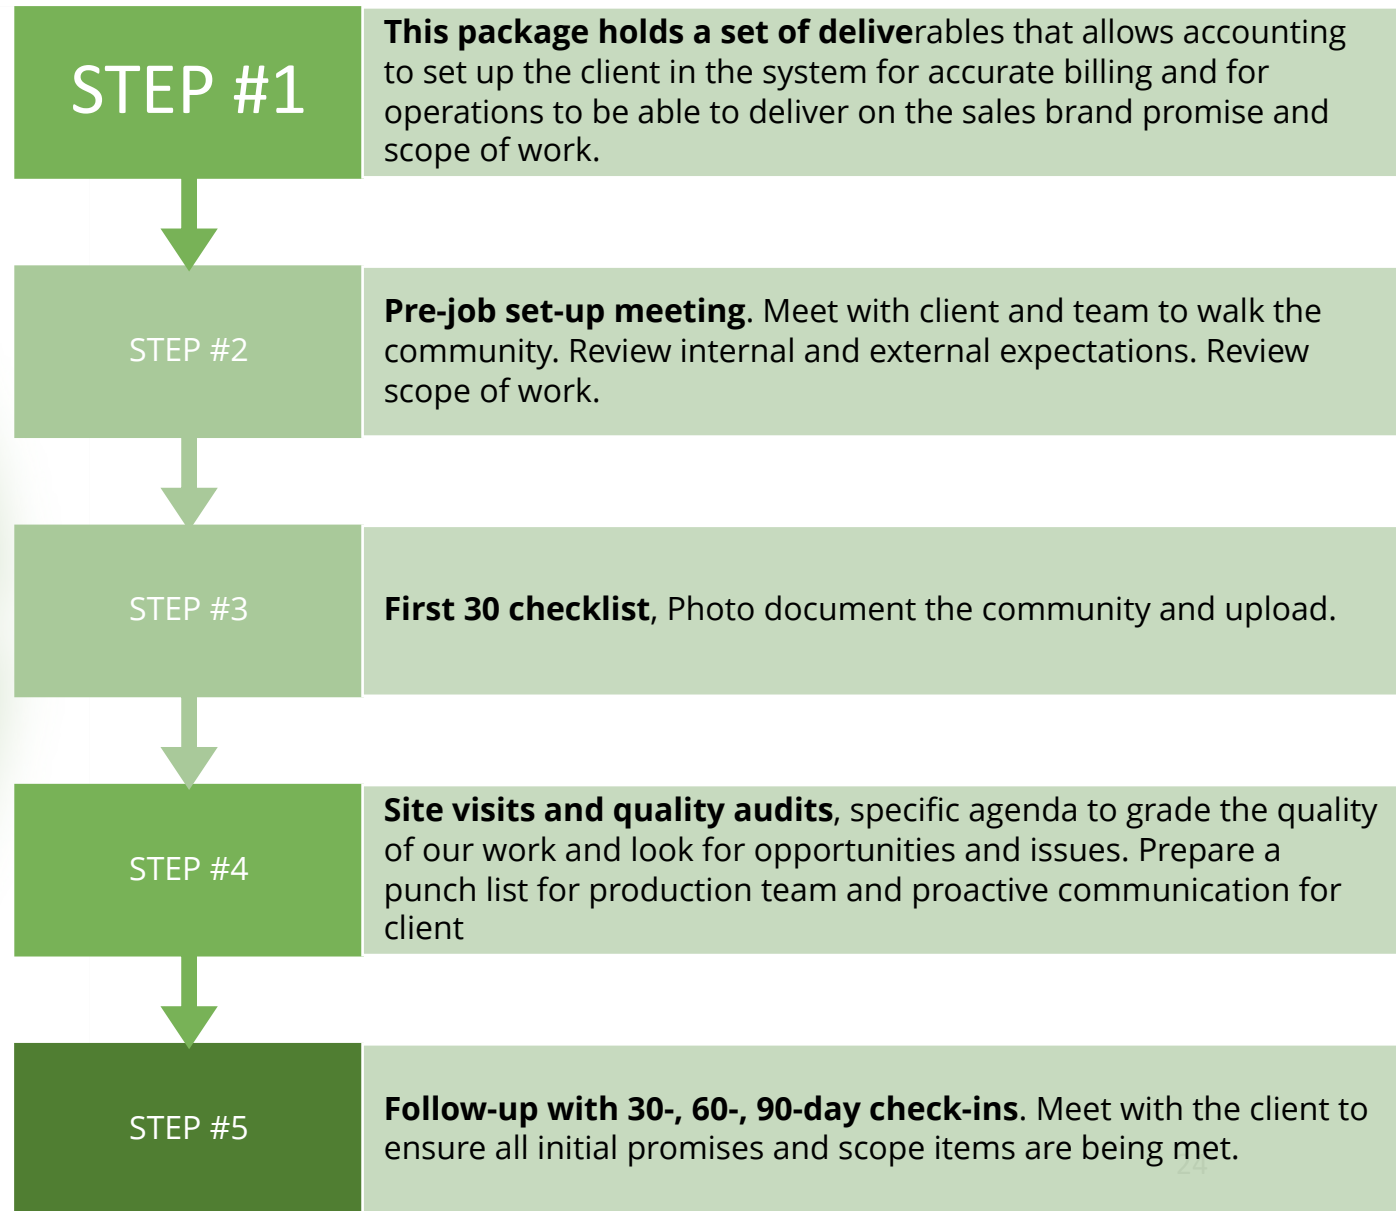 STEP #1
This package holds a set of deliverables that allows accounting
to set up the client in the system for accurate billing and for
operations to be able to deliver on the sales brand promise and
scope of work.
STEP #2
Pre-job set-up meeting. Meet with client and team to walk the
community. Review internal and external expectations. Review
scope of work.
STEP #3
First 30 checklist, Photo document the community and upload.
STEP #4
Site visits and quality audits, specific agenda to grade the quality
of our work and look for opportunities and issues. Prepare a
punch list for production team and proactive communication for
client
STEP #5
Follow-up with 30-, 60-, 90-day check-ins. Meet with the client to
ensure all initial promises and scope items are being met.
24